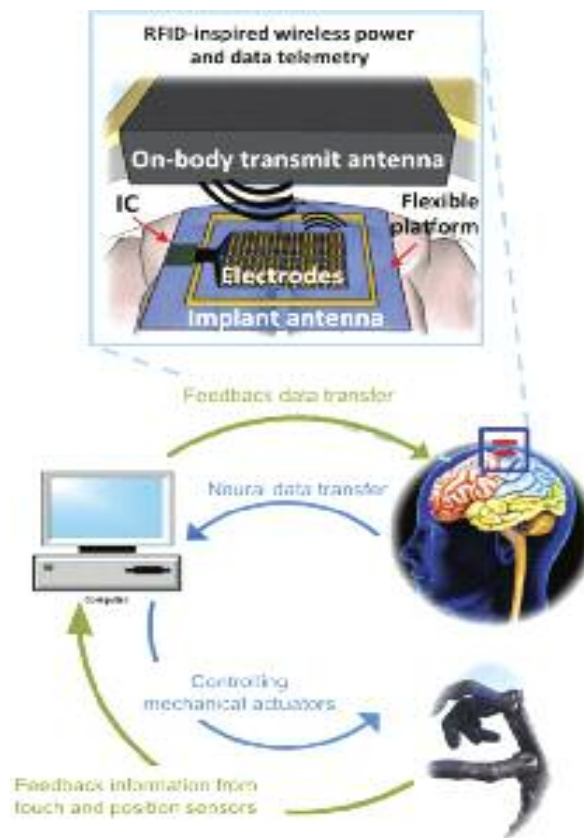 RFID-inspired wireless power
and data telemetry
On-body transmit antenna
IC
Flexible
platform
Electrodes
Implant antenna
Feedback data transfer
Neural data transfer
Computer
Controlling
mechanical actuators
Feedback information from
touch and position sensors